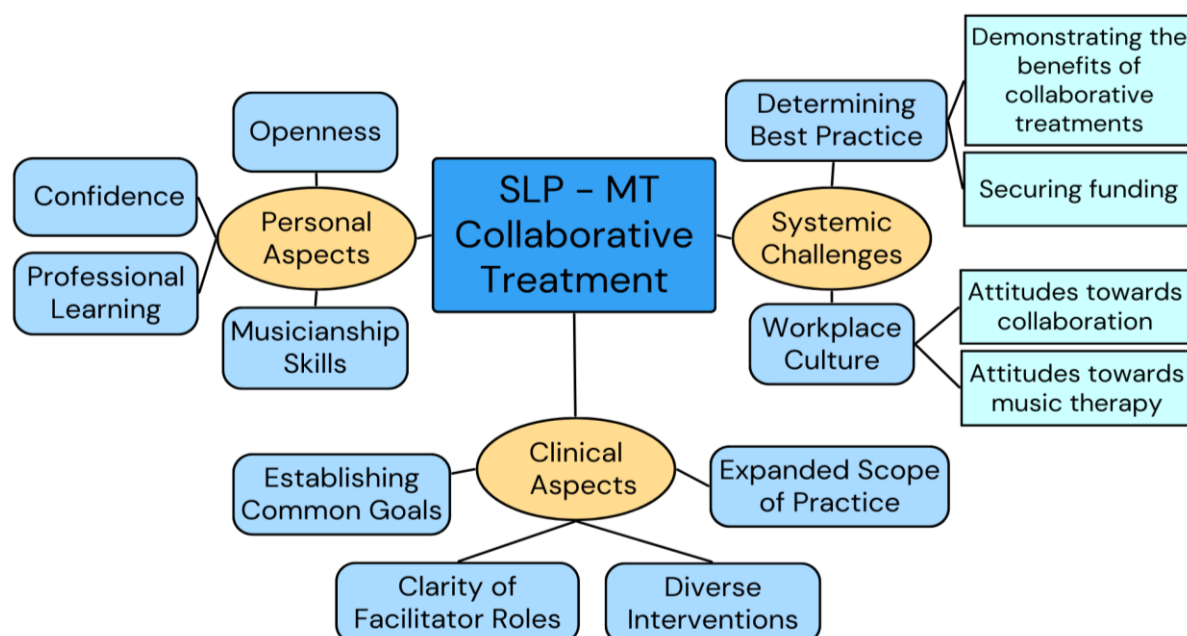 SLP - MT
Collaborative
Treatment
Personal
Aspects
Openness
Confidence
Professional
Learning
Musicianship
Skills
Systemic
Challenges
Determining
Best Practice
Demonstrating the
benefits of
collaborative
treatments
Securing funding
Workplace
Culture
Attitudes towards
collaboration
Attitudes towards
music therapy
Clinical
Aspects
Establishing
Common Goals
Clarity of
Facilitator Roles
Diverse
Interventions
Expanded Scope
of Practice